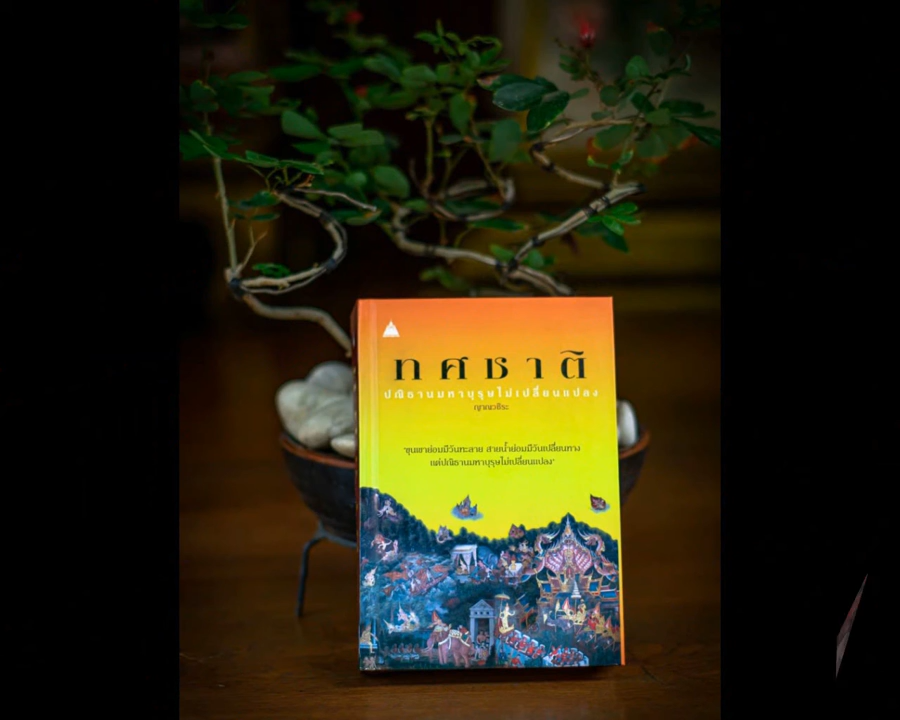 ทศชาติ
ปณิธานมหาบุรุษไม่เปลี่ยนแปลง
ญาณวชิระ
"ขุนเขาย่อมมีวันทะลาย สายน้ำย่อมมีวันเปลี่ยนทาง
แต่ปณิธานมหาบุรุษไม่เปลี่ยนแปลง"